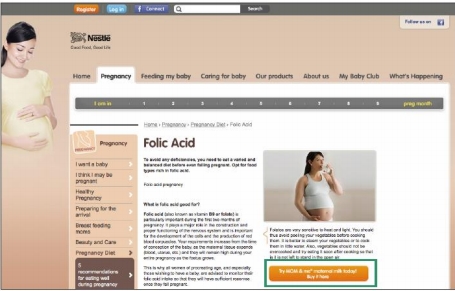 Register
Log in
Connect
Search
Follow us on
Nestlé
Good Food, Good Life
Home
Pregnancy
Feeding my baby
Caring for baby
Our products
About us
My Baby Club
What's Happening
I am in
1
2
3
4
5
6
7
8
9
preg month
Home › Pregnancy › Pregnancy Diet › Folic Acid
Pregnancy
I want a baby
I think I may be
pregnant
Healthy
Pregnancy
Preparing for the
arrival
Breast feeding
moms
Beauty and Care
Pregnancy Diet
5
recommendations
for eating well
during pregnancy
Folic Acid
To avoid any deficiencies, you need to eat a varied and
balanced diet before even falling pregnant. Opt for food
types rich in folic acid.
Folic acid pregnancy
What is folic acid good for?
Folic acid (also known as vitamin B9 or folate) is
particularly important during the first two months of
pregnancy. It plays a major role in the construction and
proper functioning of the nervous system and is important
for the development of the cells and the production of red
blood corpuscles. Your requirements increase from the time
of conception of the baby, as the maternal tissue expands
(blood, uterus, etc.) and they will remain high during your
entire pregnancy as the foetus grows.
This is why all women of procreating age, and especially
those wishing to have a baby, are advised to monitor their
folic acid intake so that they will have sufficient reserves
once they fall pregnant.
Folates are very sensitive to heat and light. You should
thus avoid peeling your vegetables before cooking
them. It is better to steam your vegetables or to cook
them in little water. Also, vegetables should not be
overcooked and try eating it soon after cooking so that
it is not left to stand in the open air.
Try MOM & me® maternal milk today!
Buy it here!